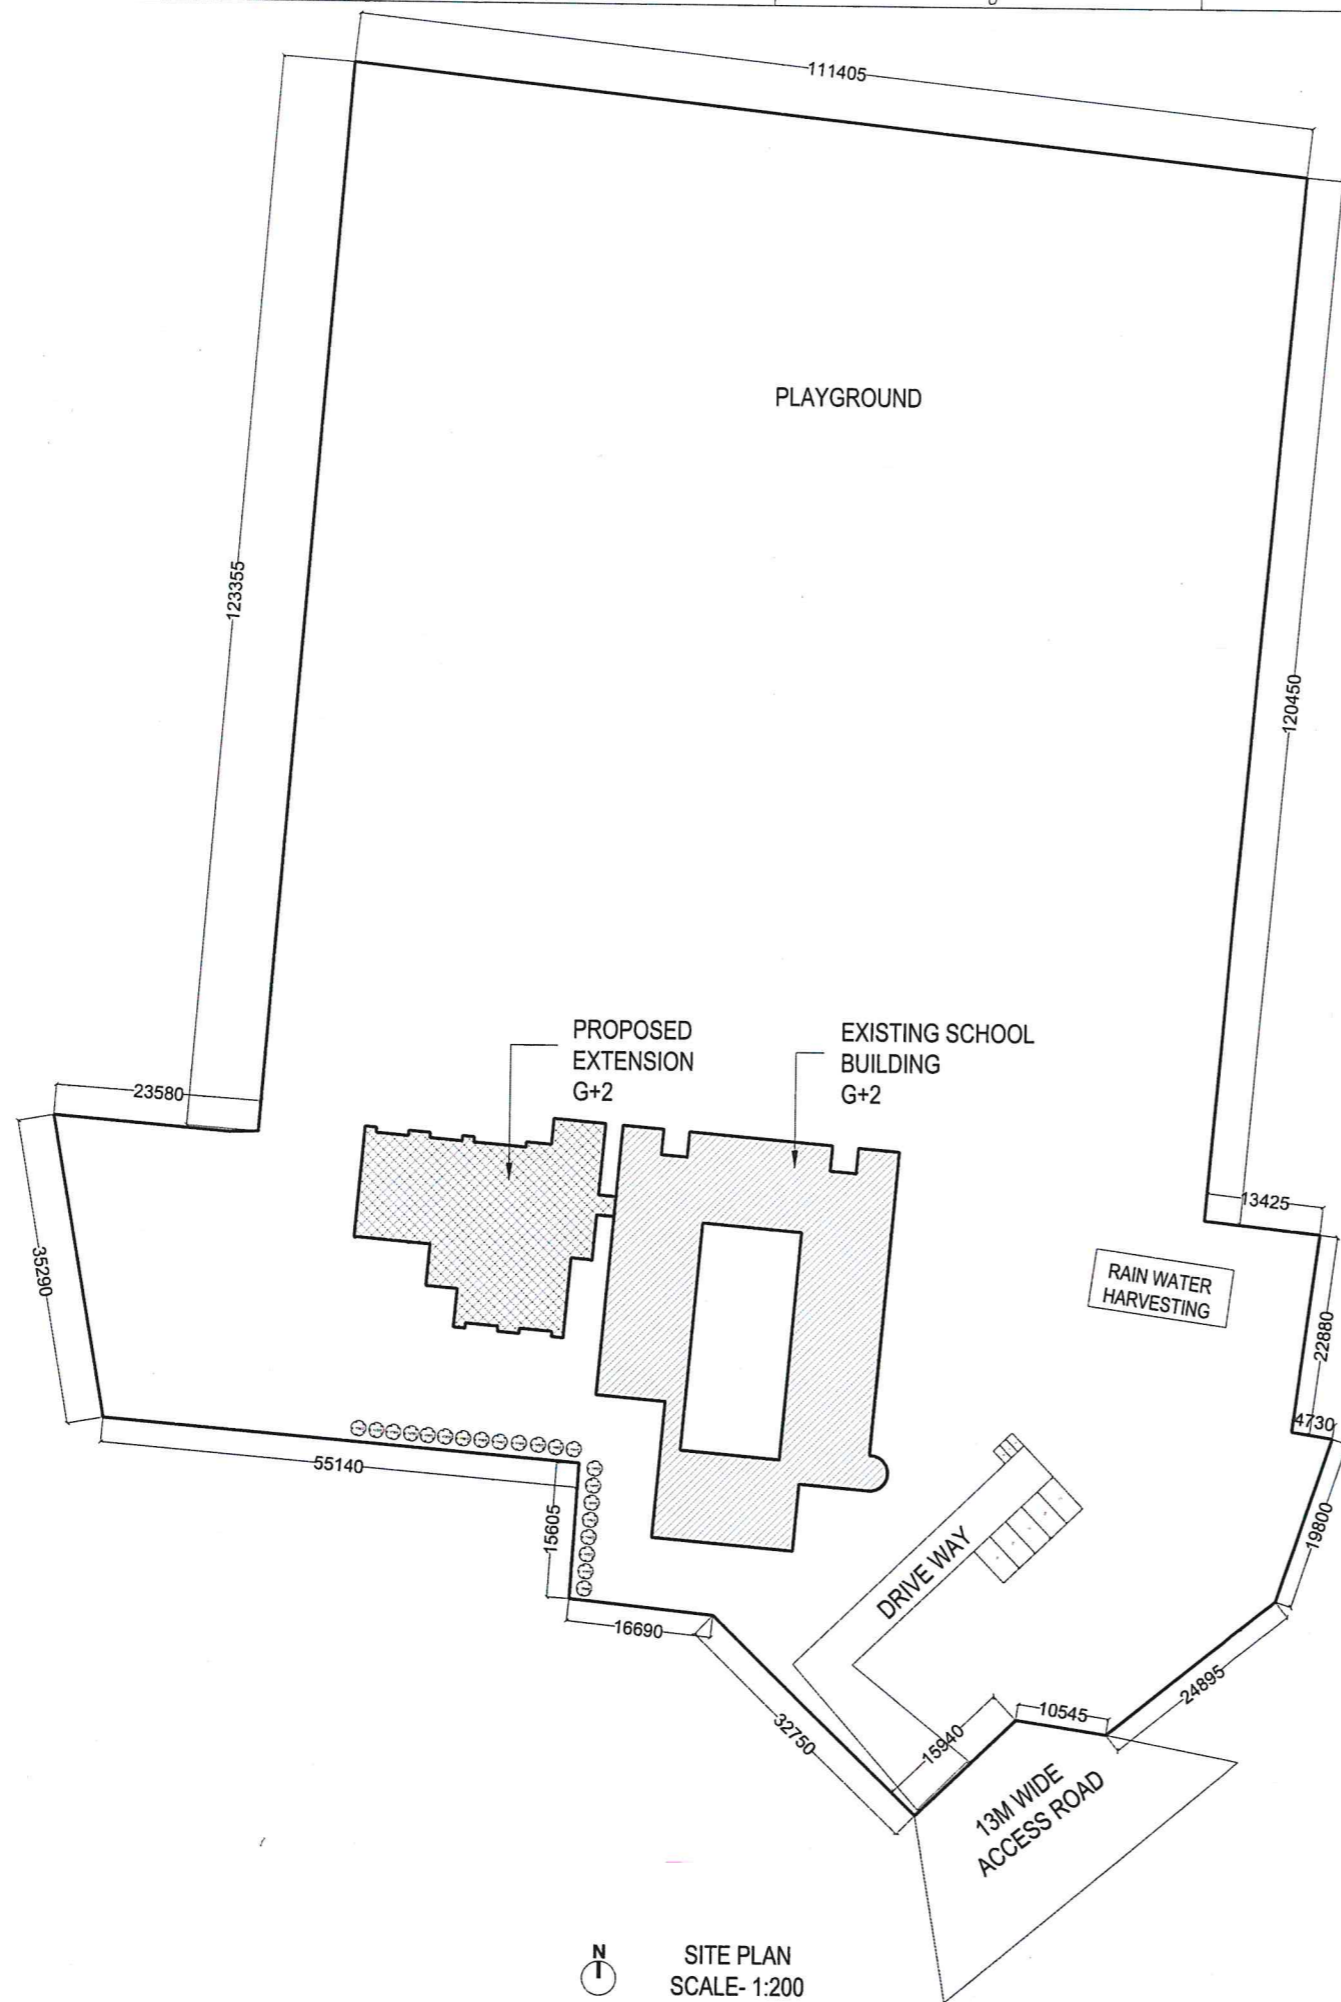 111405
PLAYGROUND
123355
120450
PROPOSED
EXTENSION
G+2
EXISTING SCHOOL
BUILDING
G+2
23580
13425
35290
RAIN WATER
HARVESTING
22880
4730
55140
15605
19800
DRIVE WAY
16690
24895
32750
15940
10545
13M WIDE
ACCESS ROAD
N
SITE PLAN
SCALE- 1:200